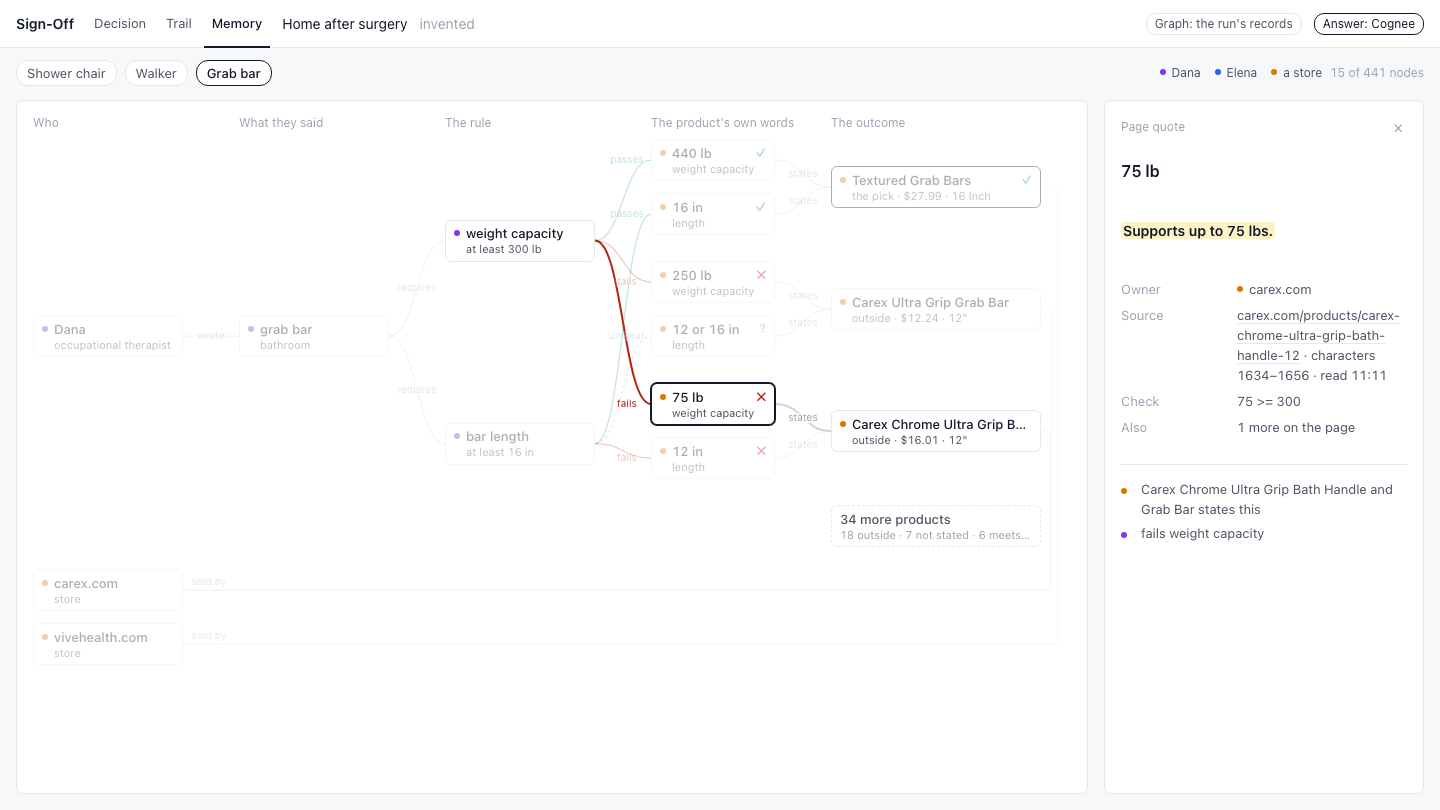 Sign-Off Decision Trail Memory Home after surgery invented Graph: the run's records Answer: Cognee
Shower chair Walker Grab bar Dana Elena a store 15 of 441 nodes
Who What they said The rule The product's own words The outcome
passes 440 lb ✓
weight capacity
states
Textured Grab Bars ✓
the pick · $27.99 · 16 Inch
passes 16 in ✓
length
states
weight capacity
at least 300 lb
fails 250 lb ✕
weight capacity
states
requires
Carex Ultra Grip Grab Bar
outside · $12.24 · 12"
Dana
occupational therapist
wrote
grab bar
bathroom
unclear 12 or 16 in ?
length
states
requires
fails 75 lb ✕
weight capacity
states
Carex Chrome Ultra Grip B...
outside · $16.01 · 12"
bar length
at least 16 in
fails 12 in ✕
length
states
34 more products
18 outside · 7 not stated · 6 meets...
carex.com
store
sold by
vivehealth.com
store
sold by
Page quote ×
75 lb
Supports up to 75 lbs.
Owner carex.com
Source carex.com/products/carex-
chrome-ultra-grip-bath-
handle-12 · characters
1634–1656 · read 11:11
Check 75 >= 300
Also 1 more on the page
Carex Chrome Ultra Grip Bath Handle and
Grab Bar states this
fails weight capacity